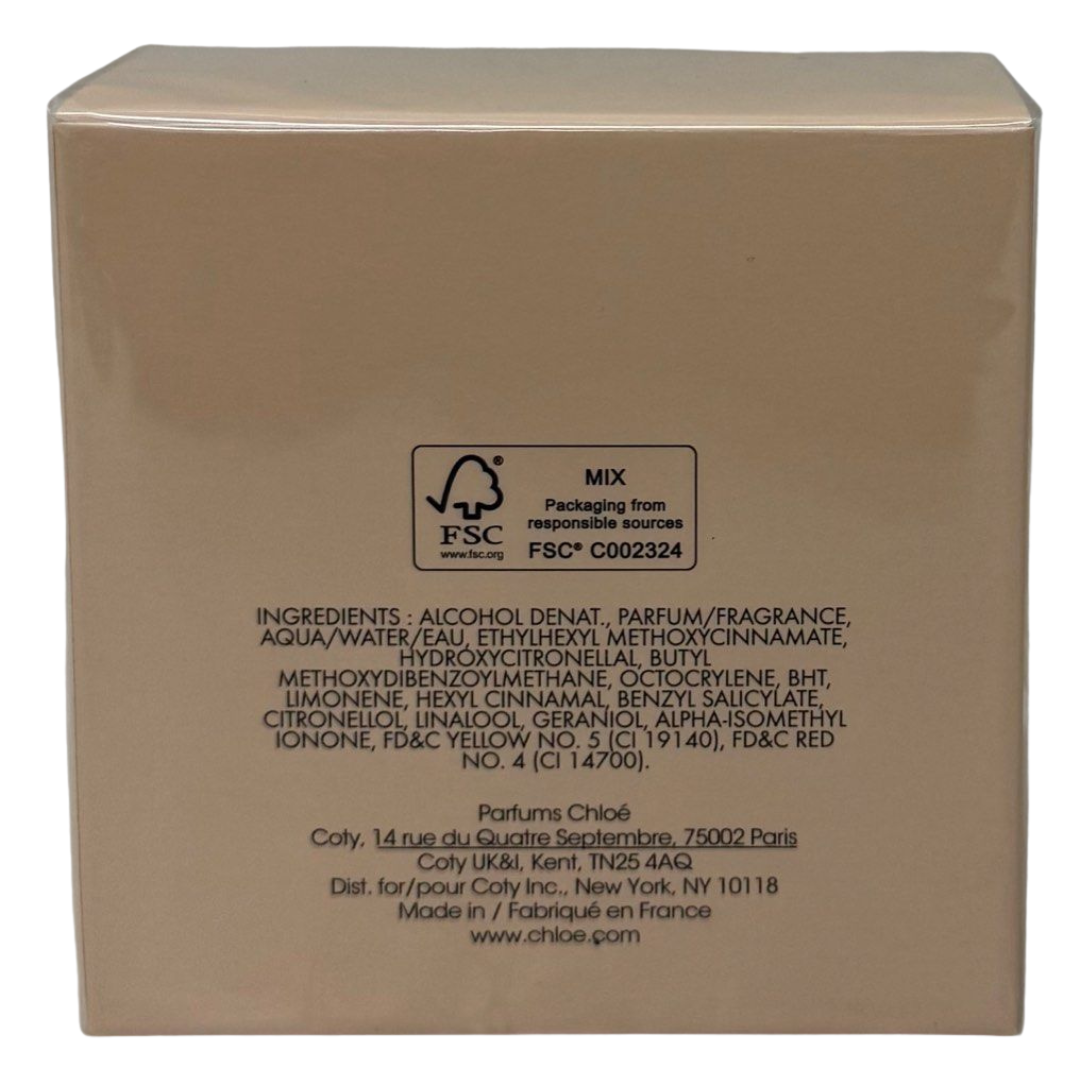 ®
MIX
Packaging from
responsible sources
FSC
www.fsc.org
FSC® C002324
INGREDIENTS : ALCOHOL DENAT., PARFUM/FRAGRANCE,
AQUA/WATER/EAU, ETHYLHEXYL METHOXYCINNAMATE,
HYDROXYCITRONELLAL, BUTYL
METHOXYDIBENZOYLMETHANE, OCTOCRYLENE, BHT,
LIMONENE, HEXYL CINNAMAL, BENZYL SALICYLATE,
CITRONELLOL, LINALOOL, GERANIOL, ALPHA-ISOMETHYL
IONONE, FD&C YELLOW NO. 5 (CI 19140), FD&C RED
NO. 4 (CI 14700).
Parfums Chloé
Coty, 14 rue du Quatre Septembre, 75002 Paris
Coty UK&I, Kent, TN25 4AQ
Dist. for/pour Coty Inc., New York, NY 10118
Made in / Fabriqué en France
www.chloe.com